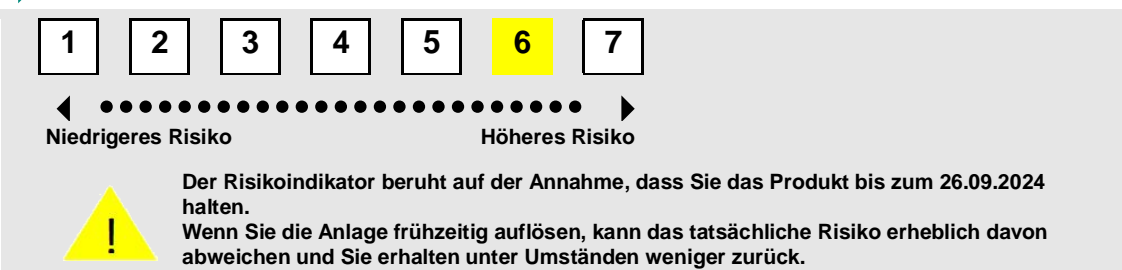 1 2 3 4 5 6 7
Niedrigeres Risiko Höheres Risiko
Der Risikoindikator beruht auf der Annahme, dass Sie das Produkt bis zum 26.09.2024
halten.
!
Wenn Sie die Anlage frühzeitig auflösen, kann das tatsächliche Risiko erheblich davon
abweichen und Sie erhalten unter Umständen weniger zurück.